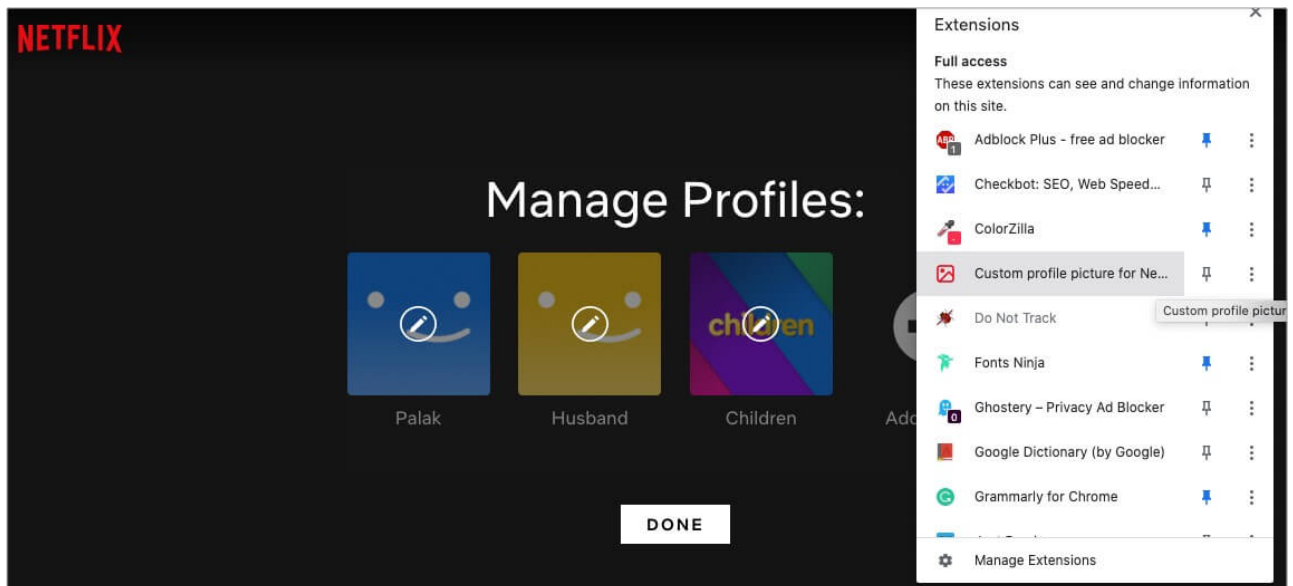 NETFLIX
Manage Profiles:
children
Palak
Husband
Children
DONE
Extensions
Full access
These extensions can see and change information
on this site.
ABP
1
Adblock Plus - free ad blocker
Checkbot: SEO, Web Speed...
ColorZilla
Custom profile picture for Ne...
Custom profile pictur
Do Not Track
Fonts Ninja
0
Ghostery – Privacy Ad Blocker
Google Dictionary (by Google)
Grammarly for Chrome
Manage Extensions